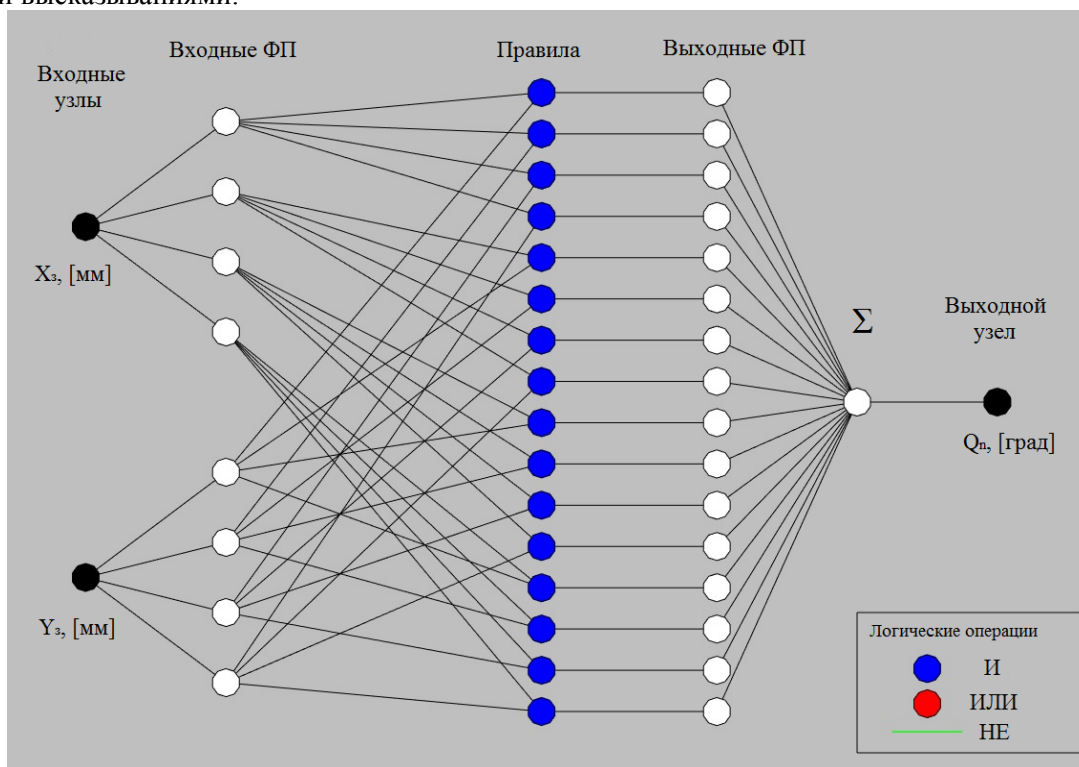 и высказываниями.
Входные ФП
Правила
Выходные ФП
Входные
узлы
Xз, [мм]
Σ
Выходной
узел
Qn, [град]
Yз, [мм]
Логические операции
И
ИЛИ
НЕ